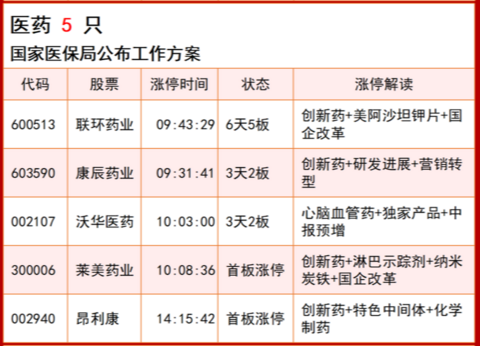 医药 5 只
国家医保局公布工作方案
代码 股票 涨停时间 状态 涨停解读
600513 联环药业 09:43:29 6天5板 创新药+美阿沙坦钾片+国
企改革
603590 康辰药业 09:31:41 3天2板 创新药+研发进展+营销转
型
002107 沃华医药 10:03:00 3天2板 心脑血管药+独家产品+中
报预增
300006 莱美药业 10:08:36 首板涨停 创新药+淋巴示踪剂+纳米
炭铁+国企改革
002940 昂利康 14:15:42 首板涨停 创新药+特色中间体+化学
制药